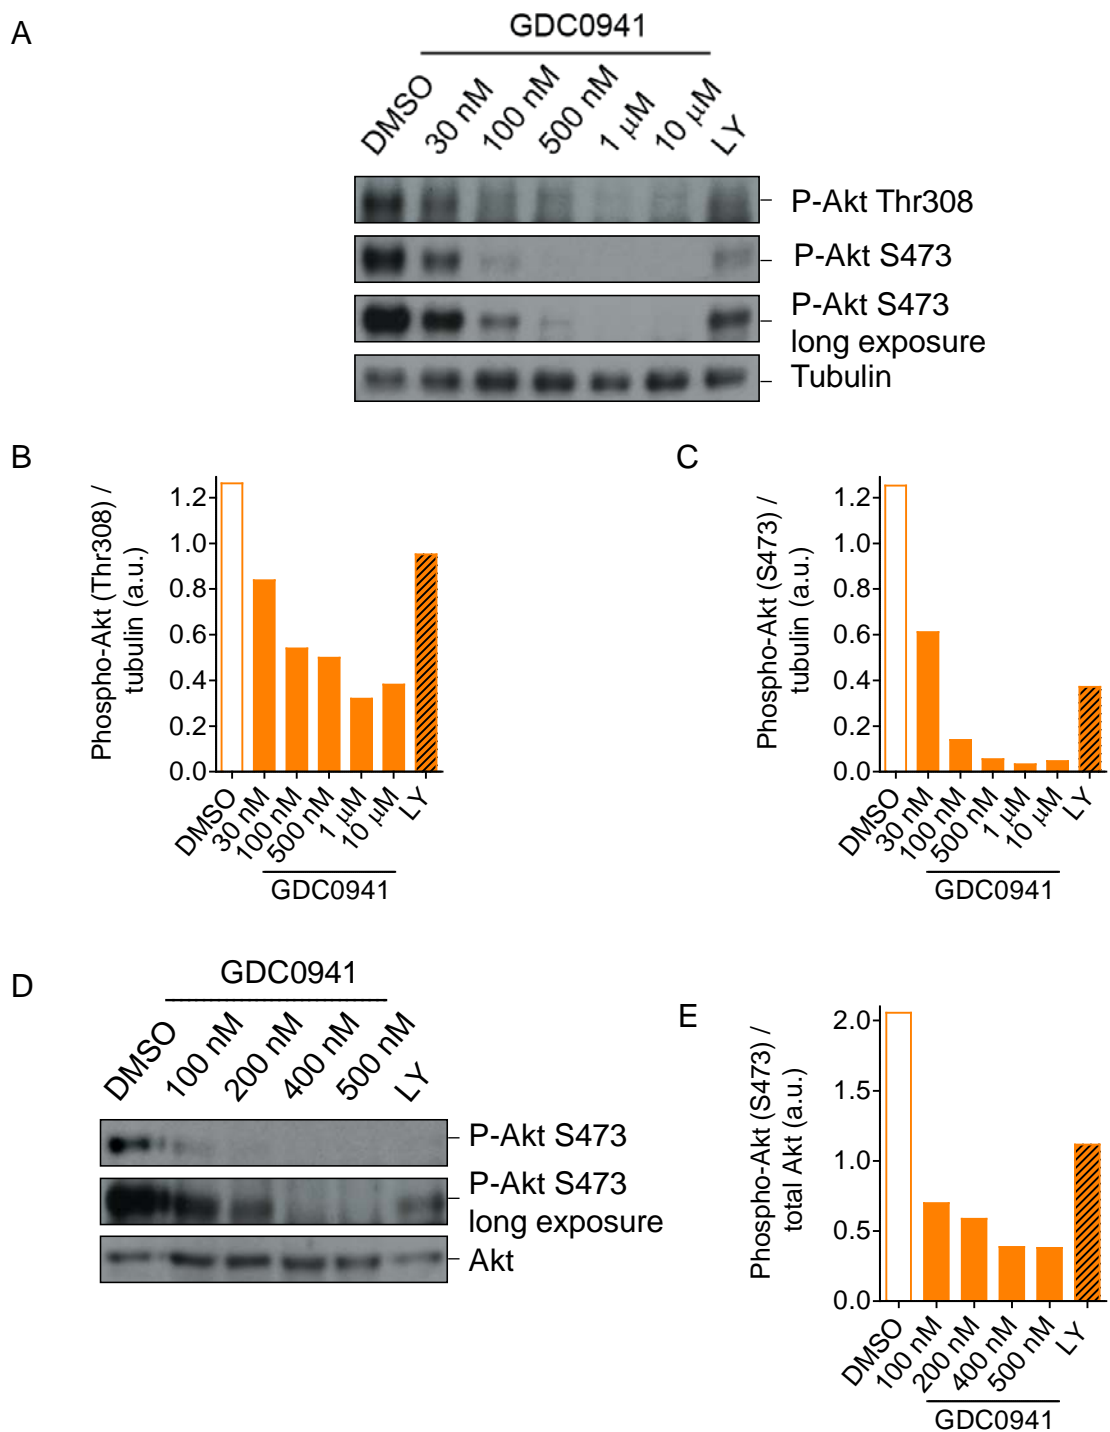 A
GDC0941
DMSO
30 nM
100 nM
500 nM
1 μM
10 μM
LY
P-Akt Thr308
P-Akt S473
P-Akt S473
long exposure
Tubulin
B
Phospho-Akt (Thr308) /
tubulin (a.u.)
1.2
1.0
0.8
0.6
0.4
0.2
0.0
DMSO
30 nM
100 nM
500 nM
1 μM
10 μM
LY
GDC0941
C
Phospho-Akt (S473) /
tubulin (a.u.)
1.2
1.0
0.8
0.6
0.4
0.2
0.0
DMSO
30 nM
100 nM
500 nM
1 μM
10 μM
LY
GDC0941
D
GDC0941
DMSO
100 nM
200 nM
400 nM
500 nM
LY
P-Akt S473
P-Akt S473
long exposure
Akt
E
Phospho-Akt (S473) /
total Akt (a.u.)
2.0
1.5
1.0
0.5
0.0
DMSO
100 nM
200 nM
400 nM
500 nM
LY
GDC0941